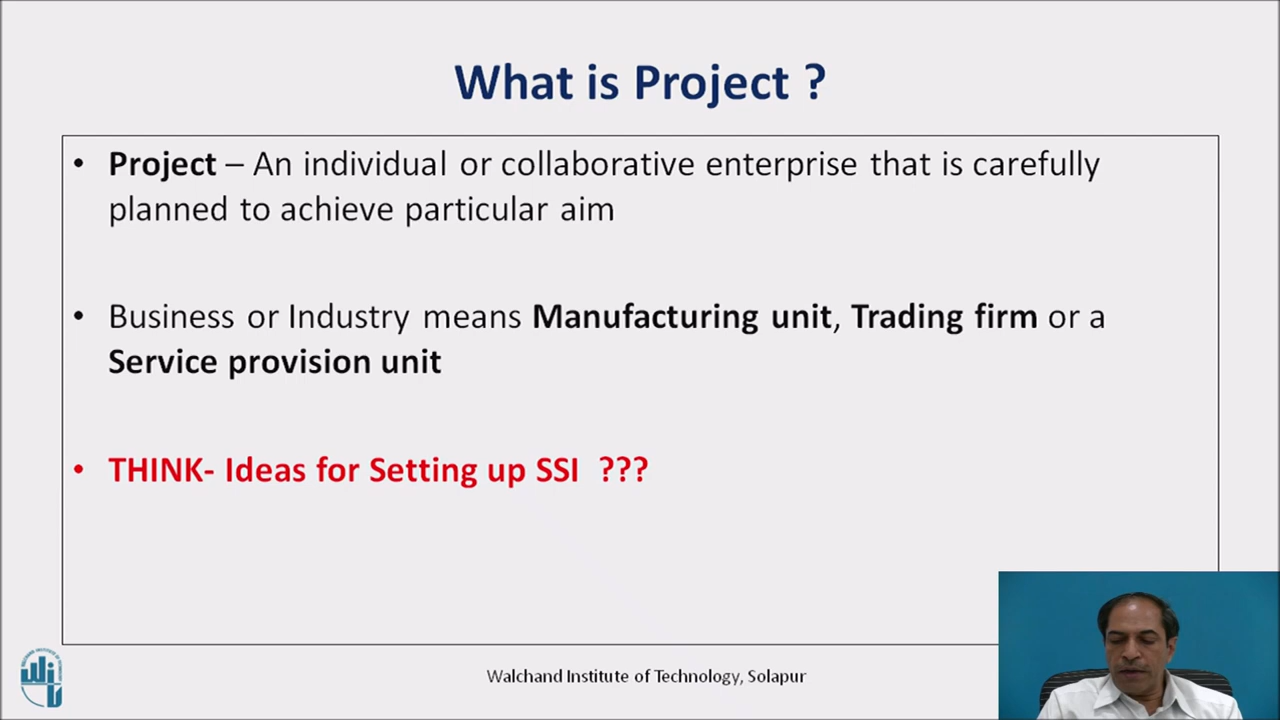 What is Project ?
• Project – An individual or collaborative enterprise that is carefully
planned to achieve particular aim
• Business or Industry means Manufacturing unit, Trading firm or a
Service provision unit
• THINK- Ideas for Setting up SSI ???
Walchand Institute of Technology, Solapur